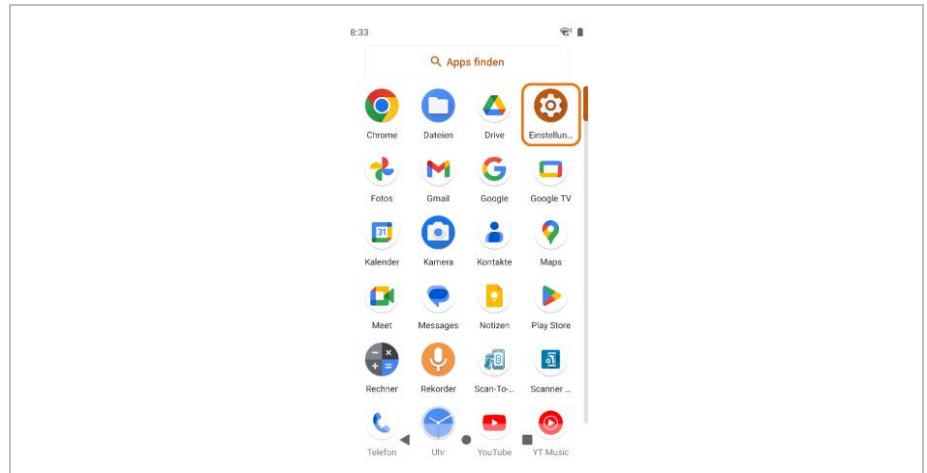 8:33
Apps finden
Chrome Dateien Drive Einstellun...
Fotos Gmail Google Google TV
31
Kalender Kamera Kontakte Maps
Meet Messages Notizen Play Store
Rechner Rekorder Scan-To-... Scanner ...
Telefon Uhr YouTube YT Music